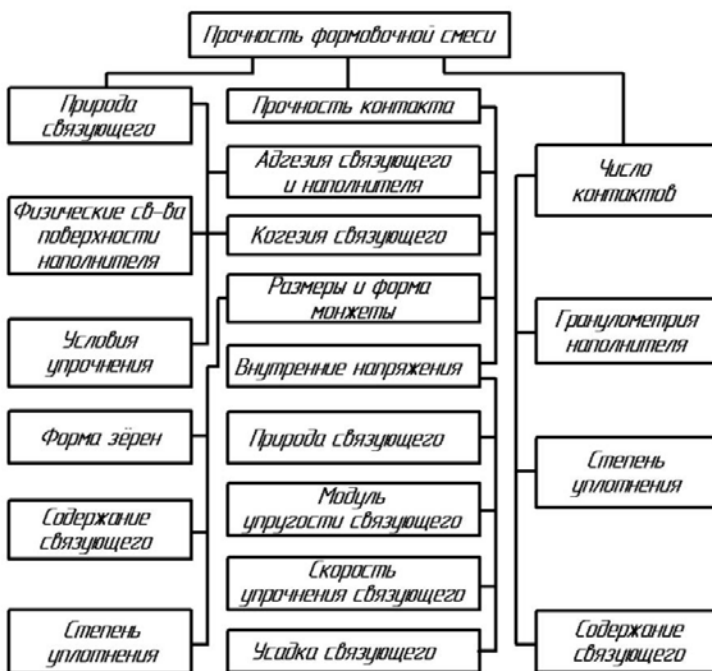 Прочность формовочной смеси
Природа
связующего
Физические св-ва
поверхности
наполнителя
Условия
упрочнения
Форма зёрен
Содержание
связующего
Степень
уплотнения
Прочность контакта
Адгезия связующего
и наполнителя
Когезия связующего
Размеры и форма
монжеты
Внутренние напряжения
Природа связующего
Модуль
упругости связующего
Скорость
упрочнения связующего
Усадка связующего
Число
контактов
Гранулометрия
наполнителя
Степень
уплотнения
Содержание
связующего